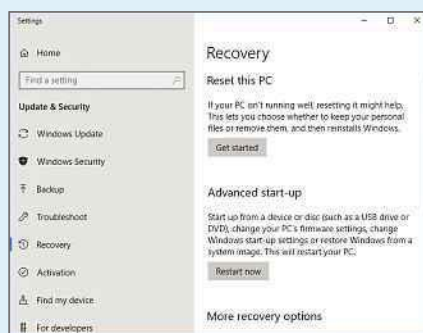 Settings
Home
Find a setting
Update & Security
Windows Update
Windows Security
Backup
Troubleshoot
Recovery
Activation
Find my device
For developers
Recovery
Reset this PC
If your PC isn't running well, resetting it might help.
This lets you choose whether to keep your personal
files or remove them, and then reinstalls Windows.
Get started
Advanced start-up
Start up from a device or disc (such as a USB drive or
DVD), change your PC's firmware settings, change
Windows start-up settings or restore Windows from a
system image. This will restart your PC.
Restart now
More recovery options